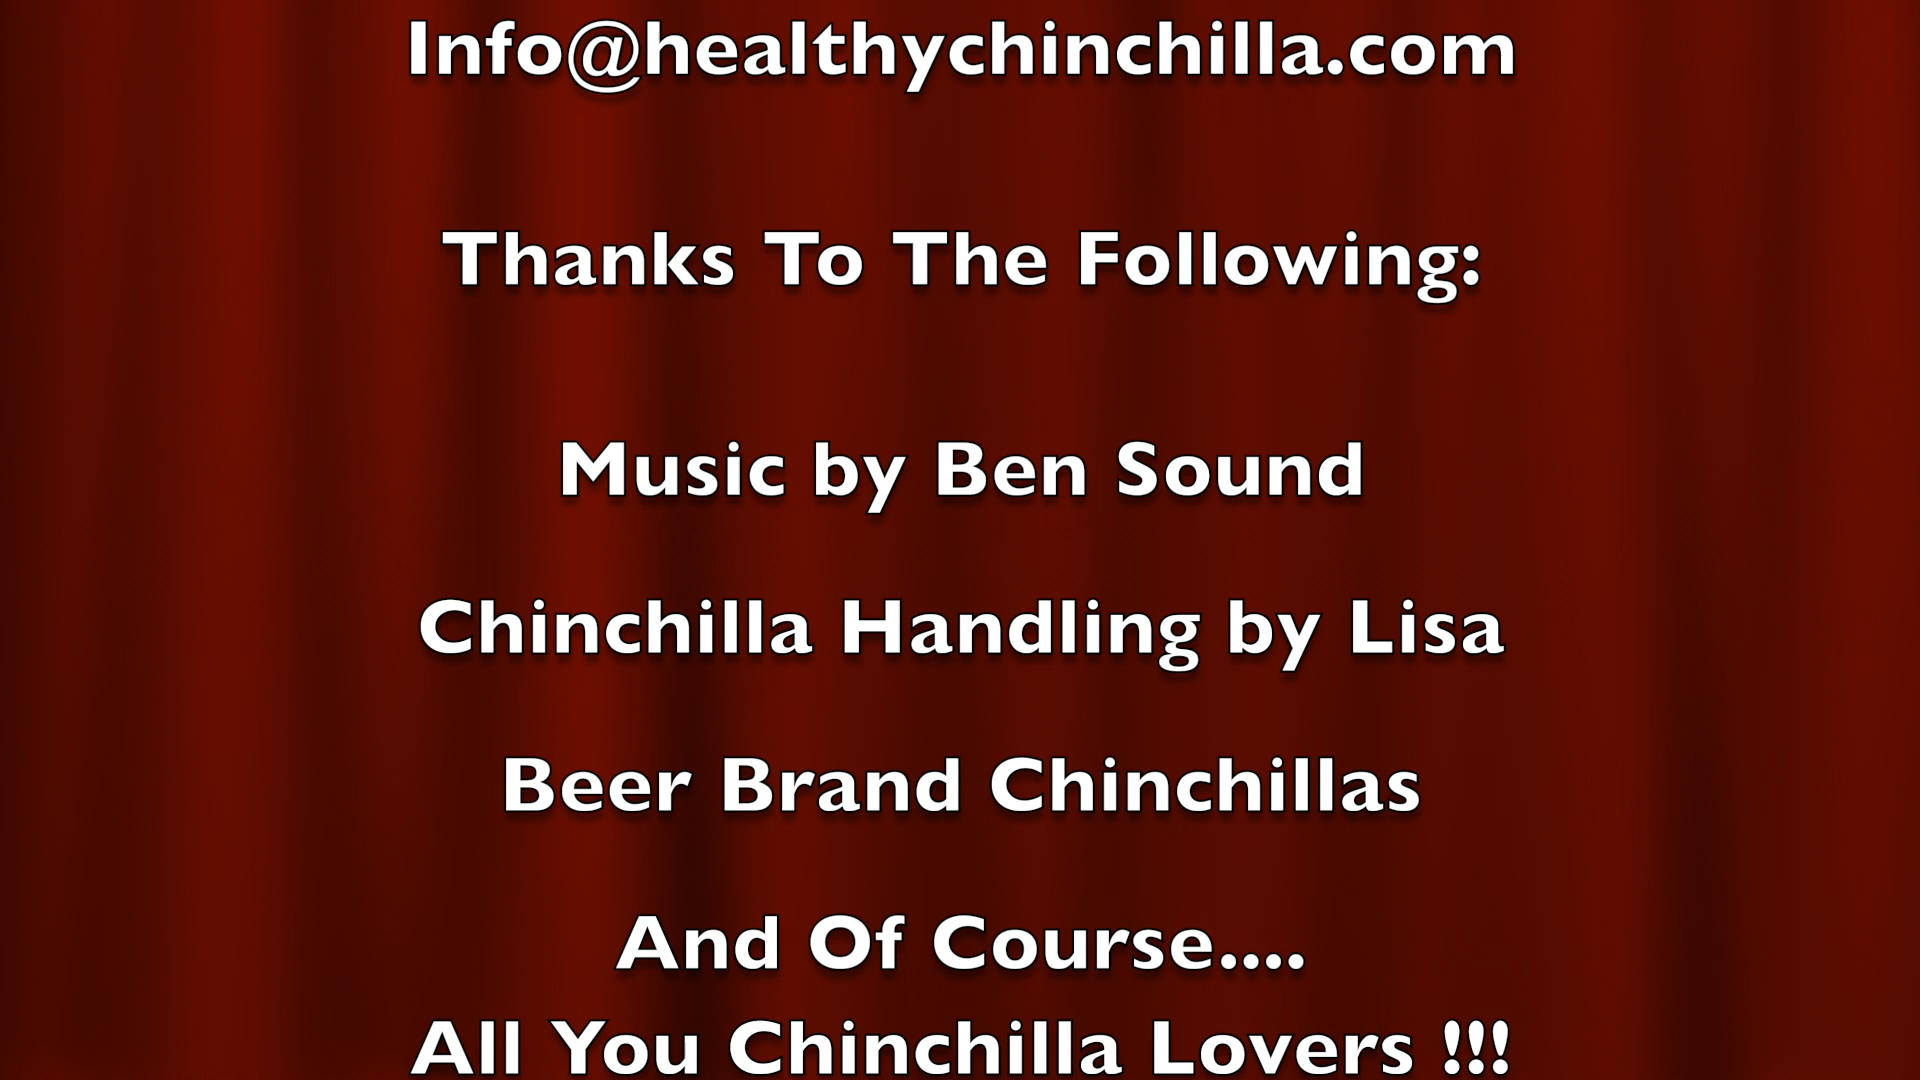 Info@healthychinchilla.com
Thanks To The Following:
Music by Ben Sound
Chinchilla Handling by Lisa
Beer Brand Chinchillas
And Of Course....
All You Chinchilla Lovers !!!